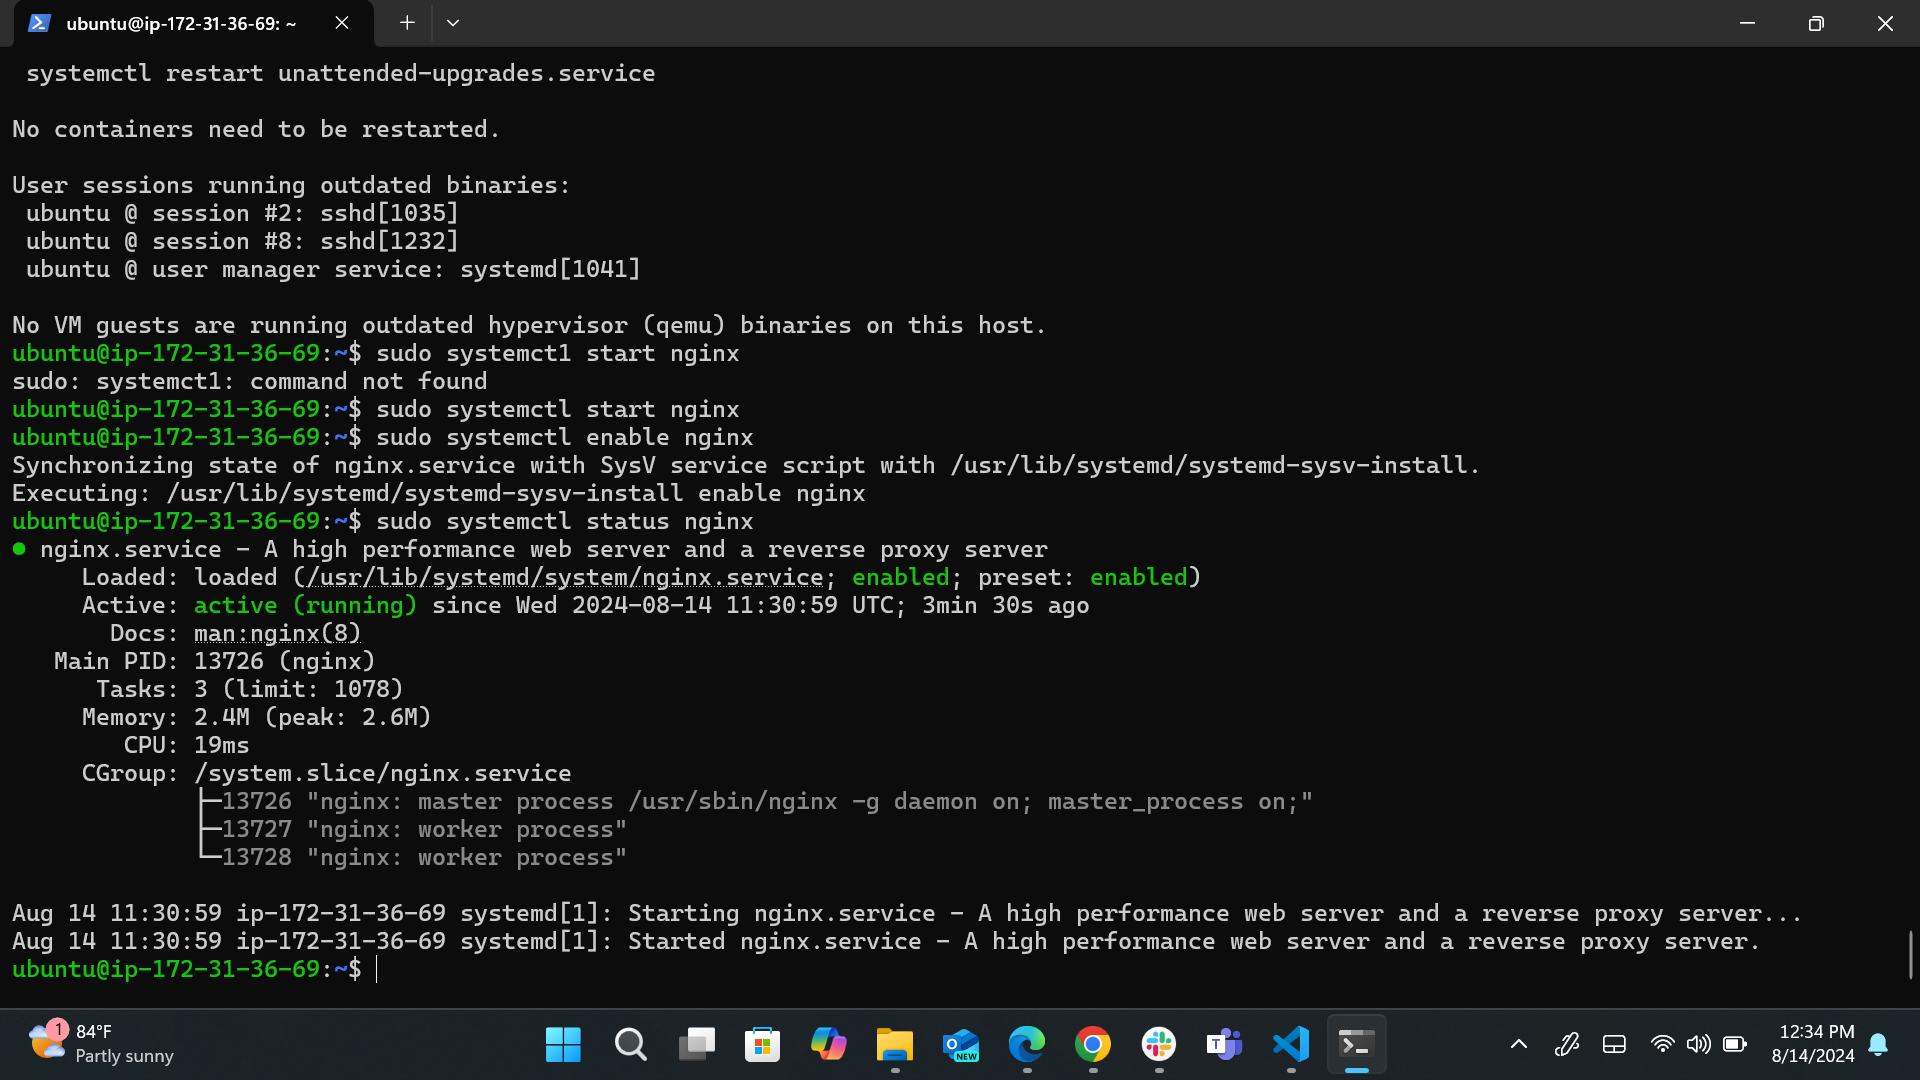 ubuntu@ip-172-31-36-69: ~
 systemctl restart unattended-upgrades.service
No containers need to be restarted.
User sessions running outdated binaries:
 ubuntu @ session #2: sshd[1035]
 ubuntu @ session #8: sshd[1232]
 ubuntu @ user manager service: systemd[1041]
No VM guests are running outdated hypervisor (qemu) binaries on this host.
ubuntu@ip-172-31-36-69:~$ sudo systemct1 start nginx
sudo: systemct1: command not found
ubuntu@ip-172-31-36-69:~$ sudo systemctl start nginx
ubuntu@ip-172-31-36-69:~$ sudo systemctl enable nginx
Synchronizing state of nginx.service with SysV service script with /usr/lib/systemd/systemd-sysv-install.
Executing: /usr/lib/systemd/systemd-sysv-install enable nginx
ubuntu@ip-172-31-36-69:~$ sudo systemctl status nginx
● nginx.service - A high performance web server and a reverse proxy server
     Loaded: loaded (/usr/lib/systemd/system/nginx.service; enabled; preset: enabled)
     Active: active (running) since Wed 2024-08-14 11:30:59 UTC; 3min 30s ago
       Docs: man:nginx(8)
   Main PID: 13726 (nginx)
      Tasks: 3 (limit: 1078)
     Memory: 2.4M (peak: 2.6M)
        CPU: 19ms
     CGroup: /system.slice/nginx.service
             ├─13726 "nginx: master process /usr/sbin/nginx -g daemon on; master_process on;"
             ├─13727 "nginx: worker process"
             └─13728 "nginx: worker process"
Aug 14 11:30:59 ip-172-31-36-69 systemd[1]: Starting nginx.service - A high performance web server and a reverse proxy server...
Aug 14 11:30:59 ip-172-31-36-69 systemd[1]: Started nginx.service - A high performance web server and a reverse proxy server.
ubuntu@ip-172-31-36-69:~$
1
84°F
Partly sunny
O
NEW
T
12:34 PM
8/14/2024